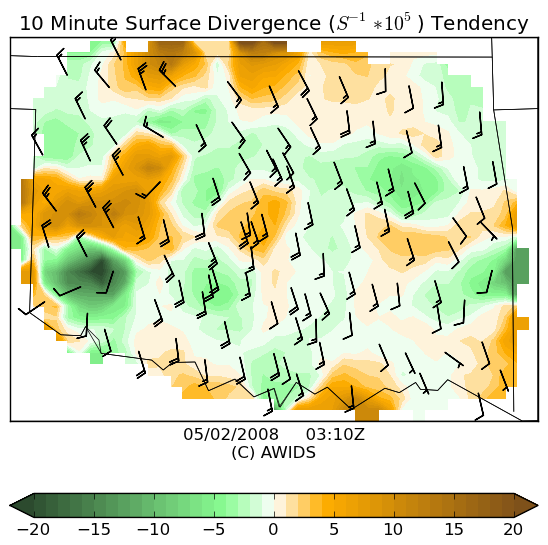 10 Minute Surface Divergence (S⁻¹ *10⁵ ) Tendency
05/02/2008 03:10Z
(C) AWIDS
−20 −15 −10 −5 0 5 10 15 20